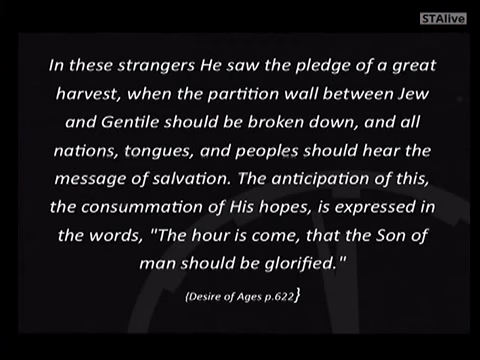 STAlive
In these strangers He saw the pledge of a great
harvest, when the partition wall between Jew
and Gentile should be broken down, and all
nations, tongues, and peoples should hear the
message of salvation. The anticipation of this,
the consummation of His hopes, is expressed in
the words, "The hour is come, that the Son of
man should be glorified."
(Desire of Ages p.622}